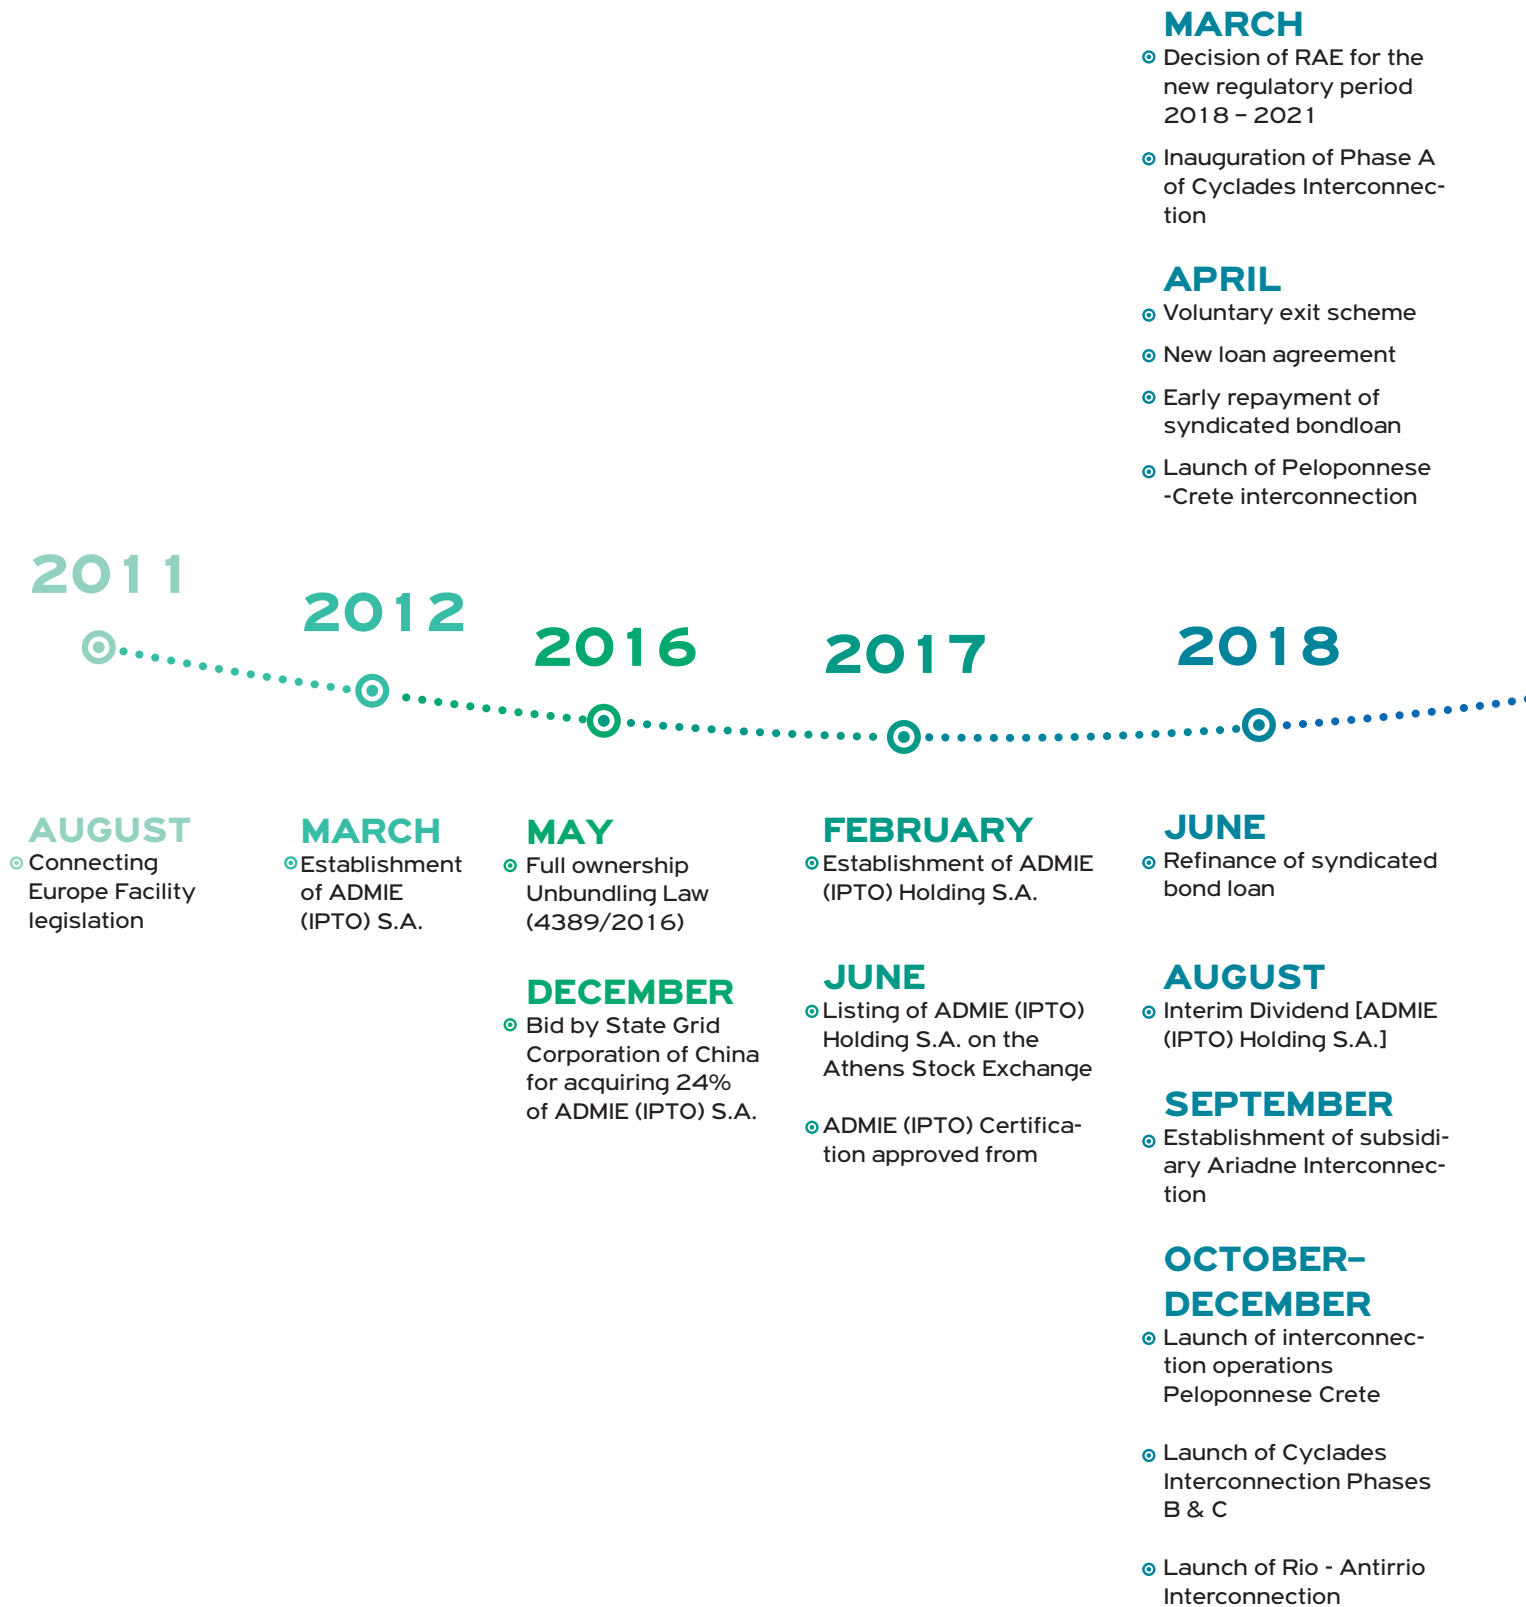 2011
AUGUST
Connecting
Europe Facility
legislation
2012
MARCH
Establishment
of ADMIE
(IPTO) S.A.
2016
MAY
Full ownership
Unbundling Law
(4389/2016)
DECEMBER
Bid by State Grid
Corporation of China
for acquiring 24%
of ADMIE (IPTO) S.A.
2017
FEBRUARY
Establishment of ADMIE
(IPTO) Holding S.A.
JUNE
Listing of ADMIE (IPTO)
Holding S.A. on the
Athens Stock Exchange
ADMIE (IPTO) Certifica-
tion approved from
MARCH
Decision of RAE for the
new regulatory period
2018 – 2021
Inauguration of Phase A
of Cyclades Interconnec-
tion
APRIL
Voluntary exit scheme
New loan agreement
Early repayment of
syndicated bondloan
Launch of Peloponnese
-Crete interconnection
2018
JUNE
Refinance of syndicated
bond loan
AUGUST
Interim Dividend [ADMIE
(IPTO) Holding S.A.]
SEPTEMBER
Establishment of subsidi-
ary Ariadne Interconnec-
tion
OCTOBER–
DECEMBER
Launch of interconnec-
tion operations
Peloponnese Crete
Launch of Cyclades
Interconnection Phases
B & C
Launch of Rio - Antirrio
Interconnection